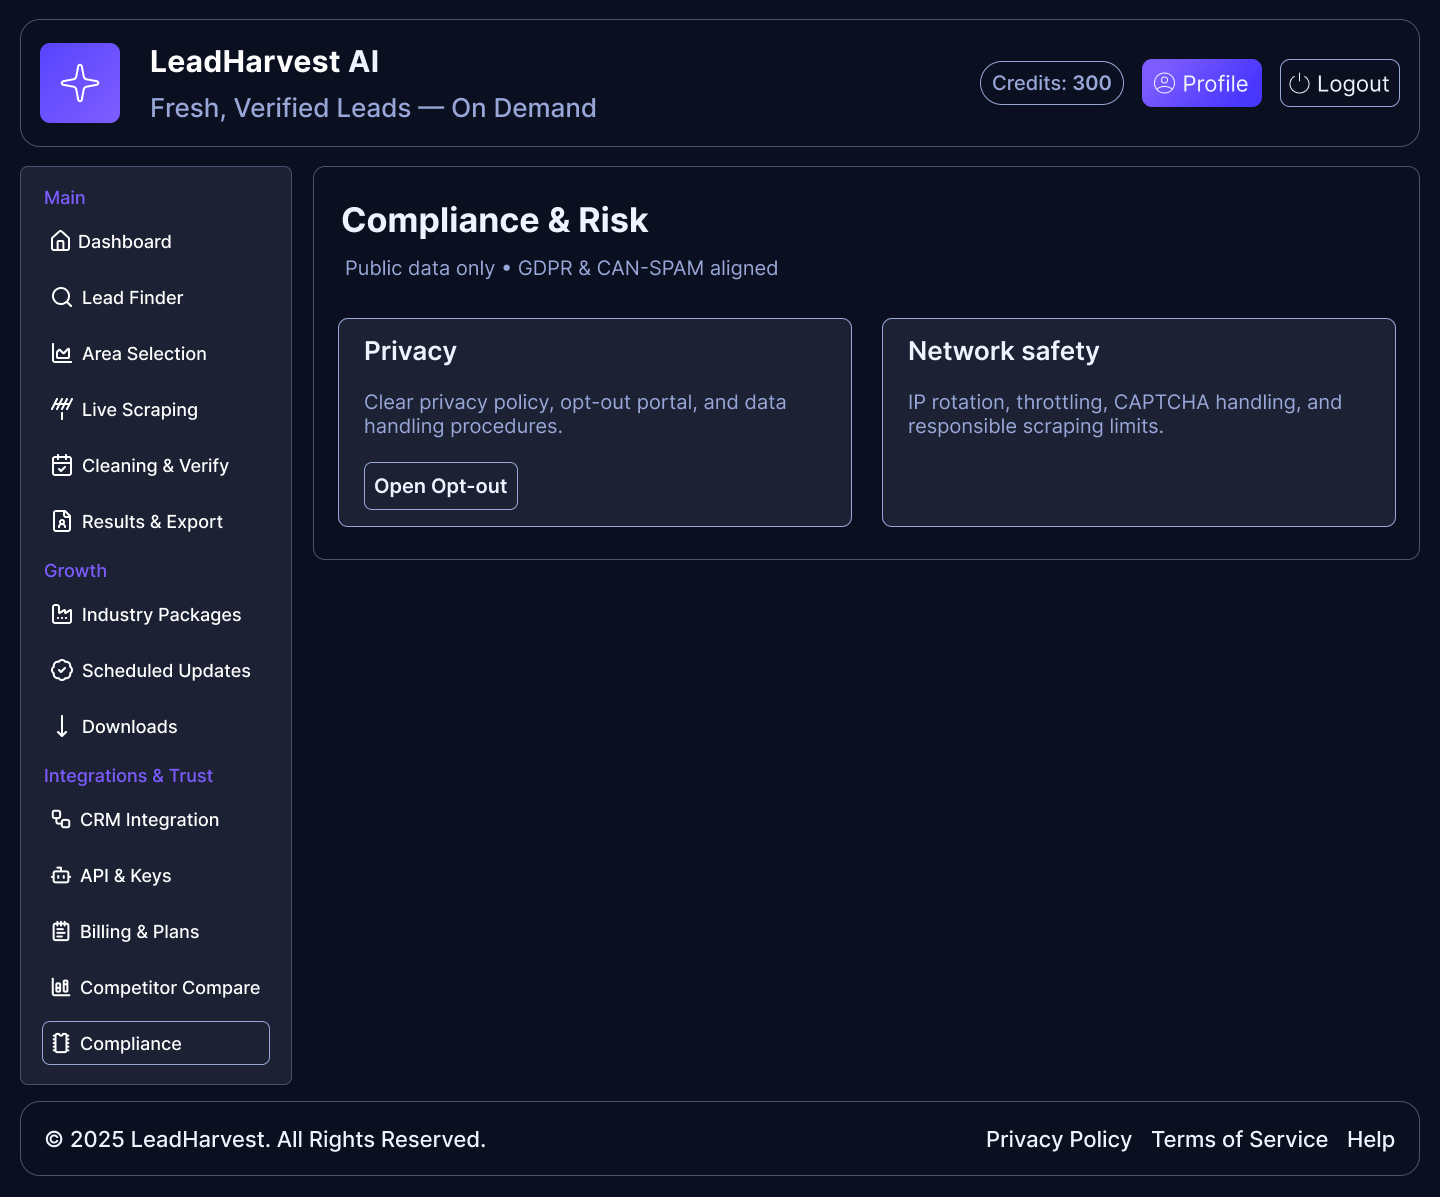 LeadHarvest AI
Fresh, Verified Leads — On Demand
Credits: 300
Profile
Logout
Main
Dashboard
Lead Finder
Area Selection
Live Scraping
Cleaning & Verify
Results & Export
Growth
Industry Packages
Scheduled Updates
Downloads
Integrations & Trust
CRM Integration
API & Keys
Billing & Plans
Competitor Compare
Compliance
Compliance & Risk
Public data only • GDPR & CAN-SPAM aligned
Privacy
Clear privacy policy, opt-out portal, and data
handling procedures.
Open Opt-out
Network safety
IP rotation, throttling, CAPTCHA handling, and
responsible scraping limits.
© 2025 LeadHarvest. All Rights Reserved.
Privacy Policy
Terms of Service
Help